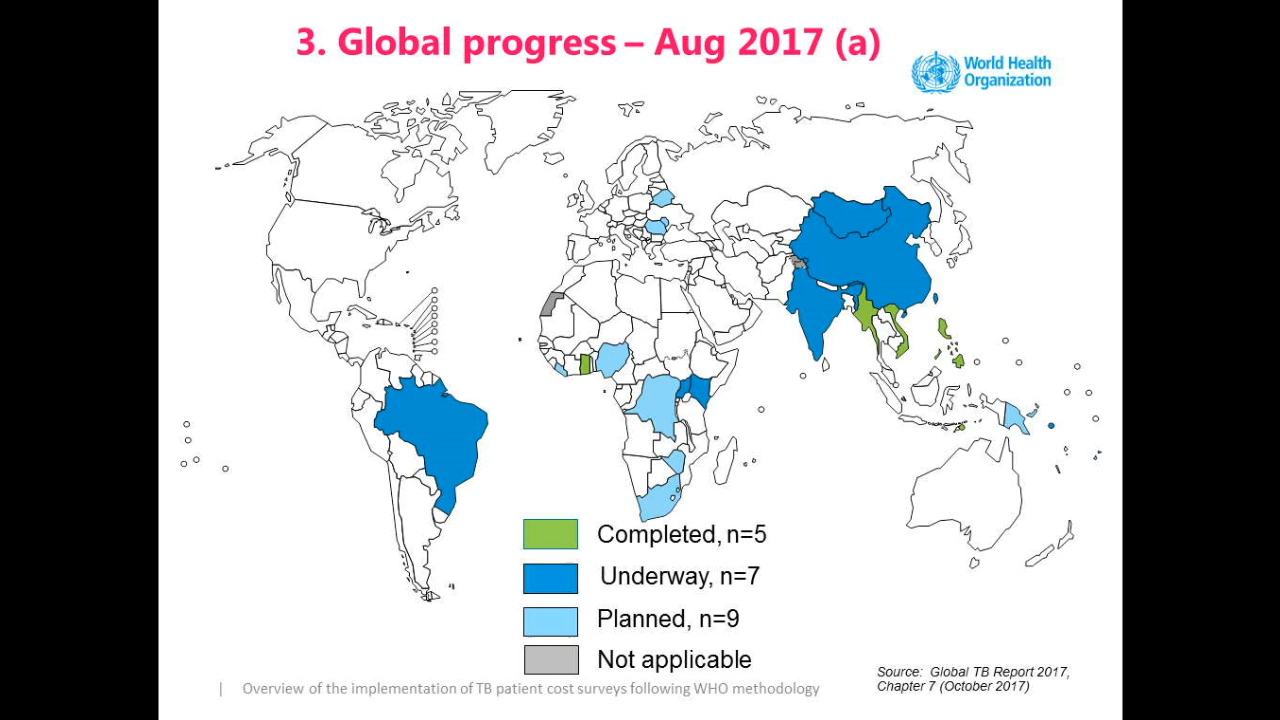 3. Global progress – Aug 2017 (a)
World Health
Organization
Completed, n=5
Underway, n=7
Planned, n=9
Not applicable
Source: Global TB Report 2017,
Chapter 7 (October 2017)
| Overview of the implementation of TB patient cost surveys following WHO methodology